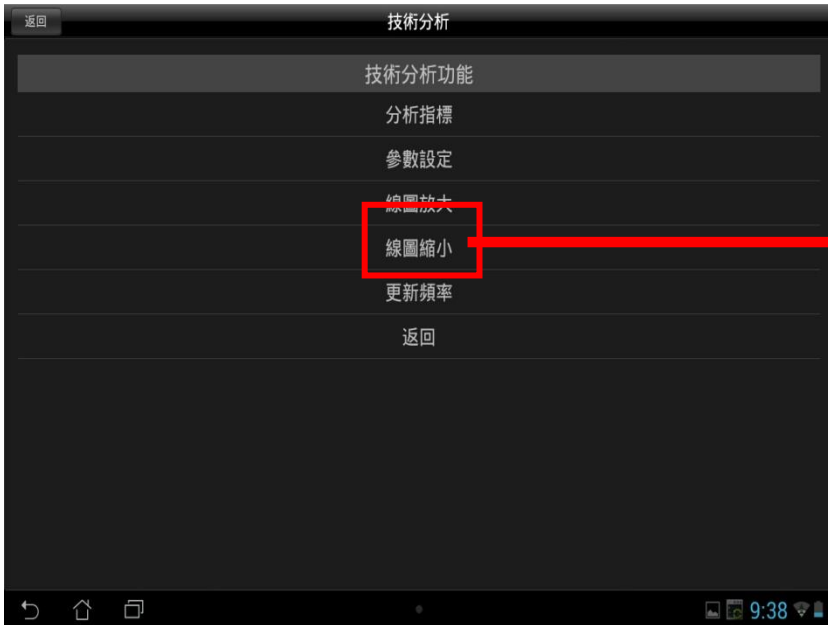 返回
技術分析
技術分析功能
分析指標
參數設定
線圖放大
線圖縮小
更新頻率
返回
9:38